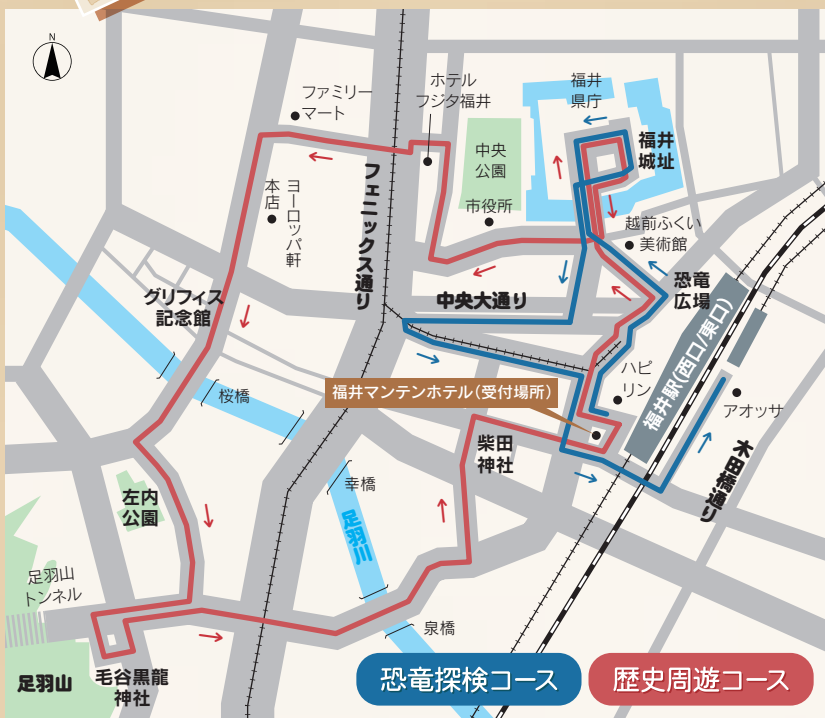 N
ファミリー
マート
ホテル
フジタ福井
福井
県庁
福井
城址
中央
公園
市役所
越前ふくい
美術館
ヨーロッパ軒
本店
フェニックス通り
恐竜
広場
中央大通り
グリフィス
記念館
福井駅(西口/東口)
ハピ
リン
福井マンテンホテル(受付場所)
アオッサ
桜橋
柴田
神社
木田橋通り
幸橋
左内
公園
足羽川
足羽山
トンネル
泉橋
足羽山
毛谷黒龍
神社
恐竜探検コース
歴史周遊コース